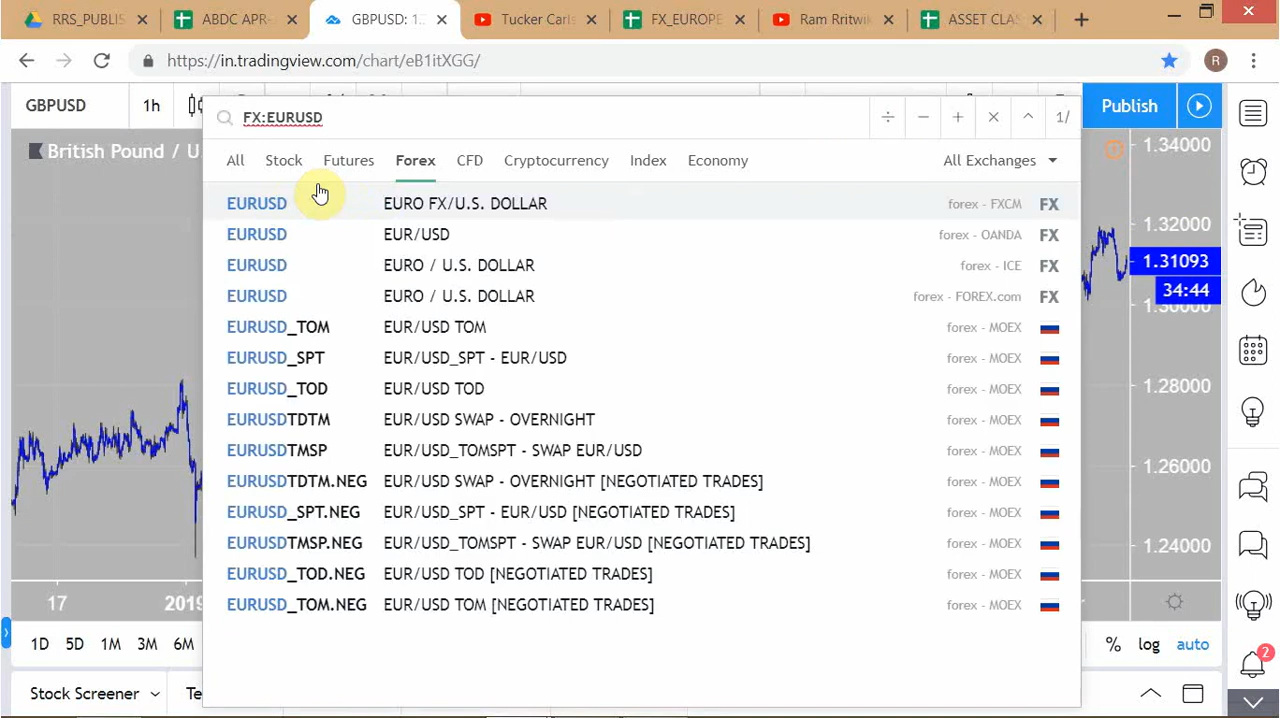 RRS_PUBLIS
ABDC APR-
GBPUSD: 1.
Tucker Carls
FX_EUROPE
Ram Rritwik
ASSET CLA
https://in.tradingview.com/chart/eB1itXGG/
R
GBPUSD
1h
Publish
FX:EURUSD
1/
British Pound / U.
All
Stock
Futures
Forex
CFD
Cryptocurrency
Index
Economy
All Exchanges
EURUSD EURO FX/U.S. DOLLAR forex - FXCM FX
EURUSD EUR/USD forex - OANDA FX
EURUSD EURO / U.S. DOLLAR forex - ICE FX
EURUSD EURO / U.S. DOLLAR forex - FOREX.com FX
EURUSD_TOM EUR/USD TOM forex - MOEX
EURUSD_SPT EUR/USD_SPT - EUR/USD forex - MOEX
EURUSD_TOD EUR/USD TOD forex - MOEX
EURUSDTDTM EUR/USD SWAP - OVERNIGHT forex - MOEX
EURUSDTMSP EUR/USD_TOMSPT - SWAP EUR/USD forex - MOEX
EURUSDTDTM.NEG EUR/USD SWAP - OVERNIGHT [NEGOTIATED TRADES] forex - MOEX
EURUSD_SPT.NEG EUR/USD_SPT - EUR/USD [NEGOTIATED TRADES] forex - MOEX
EURUSDTMSP.NEG EUR/USD_TOMSPT - SWAP EUR/USD [NEGOTIATED TRADES] forex - MOEX
EURUSD_TOD.NEG EUR/USD TOD [NEGOTIATED TRADES] forex - MOEX
EURUSD_TOM.NEG EUR/USD TOM [NEGOTIATED TRADES] forex - MOEX
1.34000
1.32000
1.31093
34:44
1.28000
1.26000
1.24000
17
2019
1D 5D 1M 3M 6M
% log auto
2
Stock Screener
Te